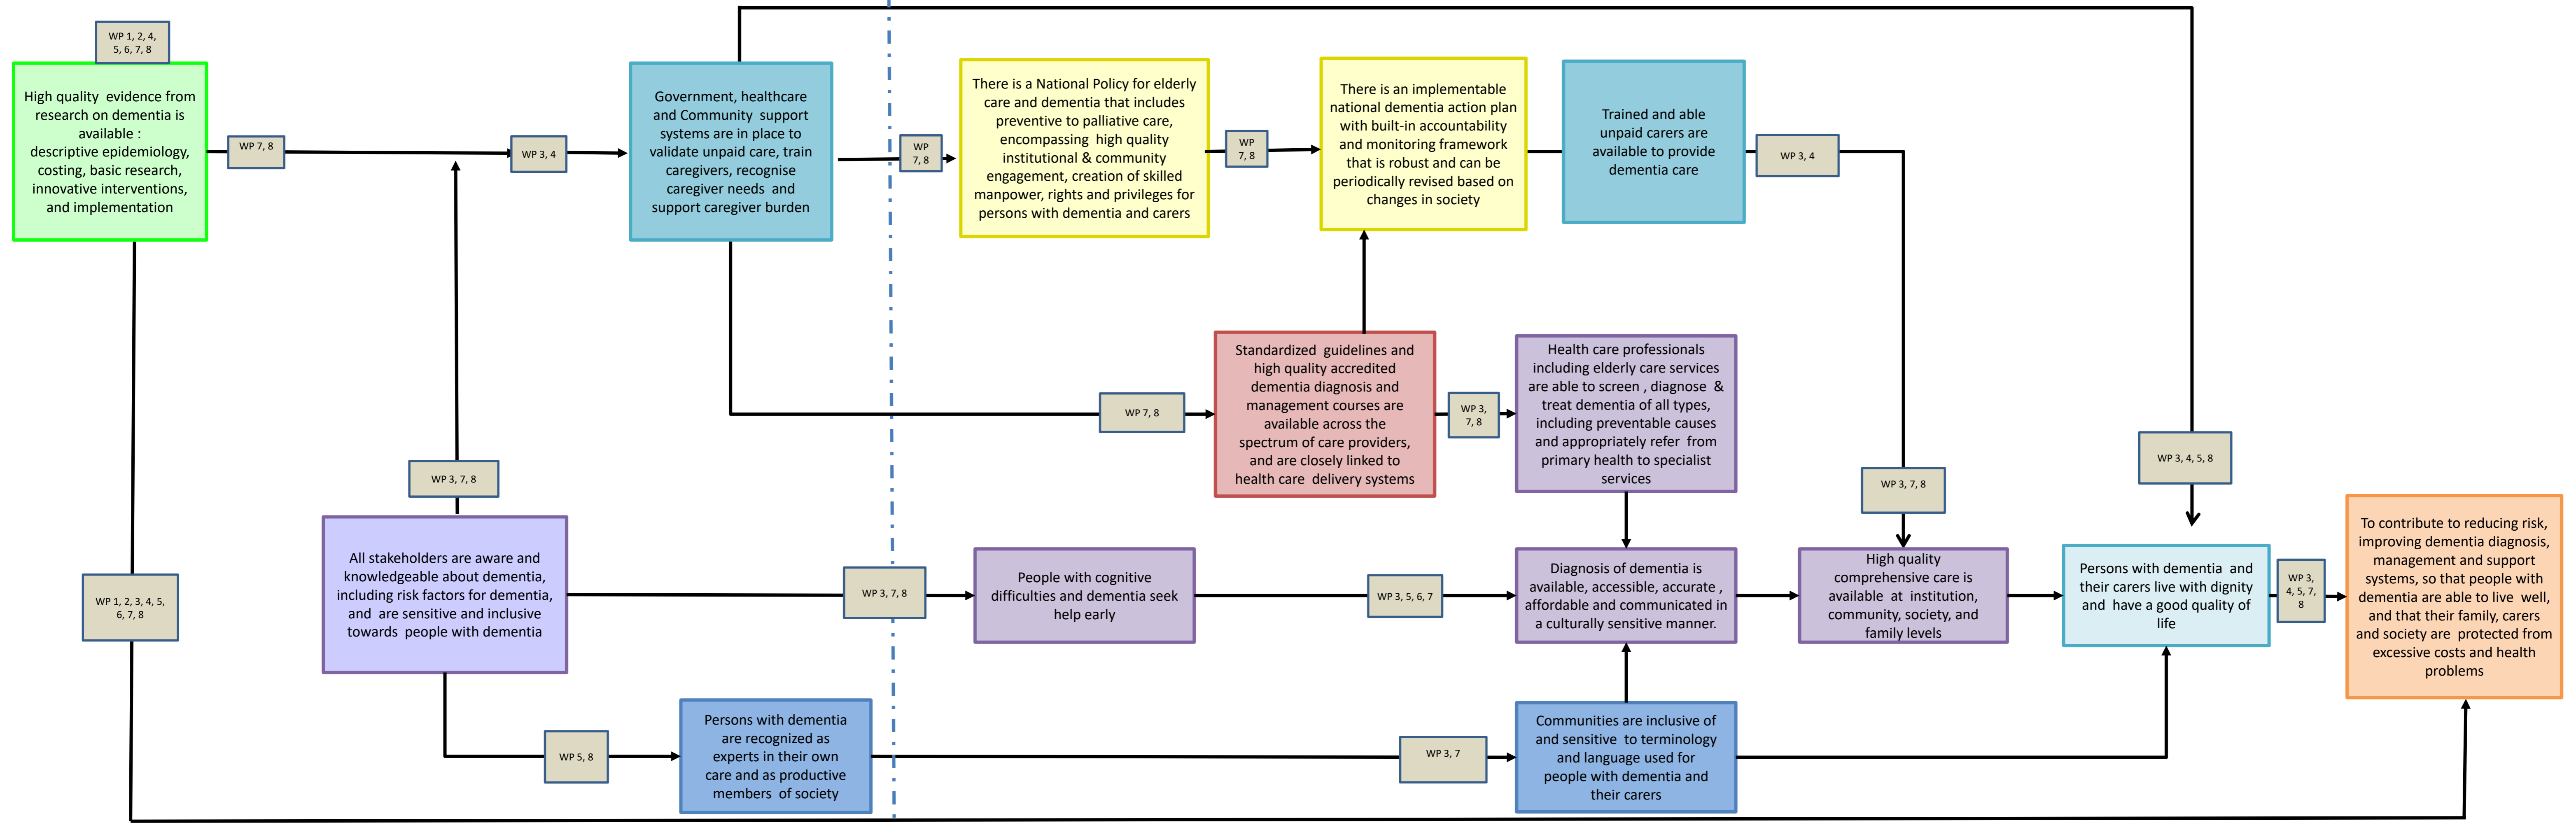 WP 1, 2, 4,
5, 6, 7, 8
High quality evidence from
research on dementia is
available :
descriptive epidemiology,
costing, basic research,
innovative interventions,
and implementation
WP 7, 8
WP 3, 4
Government, healthcare
and Community support
systems are in place to
validate unpaid care, train
caregivers, recognise
caregiver needs and
support caregiver burden
WP
7, 8
There is a National Policy for elderly
care and dementia that includes
preventive to palliative care,
encompassing high quality
institutional & community
engagement, creation of skilled
manpower, rights and privileges for
persons with dementia and carers
WP
7, 8
There is an implementable
national dementia action plan
with built-in accountability
and monitoring framework
that is robust and can be
periodically revised based on
changes in society
Trained and able
unpaid carers are
available to provide
dementia care
WP 3, 4
WP 7, 8
Standardized guidelines and
high quality accredited
dementia diagnosis and
management courses are
available across the
spectrum of care providers,
and are closely linked to
health care delivery systems
WP 3,
7, 8
Health care professionals
including elderly care services
are able to screen , diagnose &
treat dementia of all types,
including preventable causes
and appropriately refer from
primary health to specialist
services
WP 3, 7, 8
WP 3, 4, 5, 8
WP 3, 7, 8
WP 1, 2, 3, 4, 5,
6, 7, 8
All stakeholders are aware and
knowledgeable about dementia,
including risk factors for dementia,
and are sensitive and inclusive
towards people with dementia
WP 3, 7, 8
People with cognitive
difficulties and dementia seek
help early
WP 3, 5, 6, 7
Diagnosis of dementia is
available, accessible, accurate ,
affordable and communicated in
a culturally sensitive manner.
High quality
comprehensive care is
available at institution,
community, society, and
family levels
Persons with dementia and
their carers live with dignity
and have a good quality of
life
WP 3,
4, 5, 7,
8
To contribute to reducing risk,
improving dementia diagnosis,
management and support
systems, so that people with
dementia are able to live well,
and that their family, carers
and society are protected from
excessive costs and health
problems
WP 5, 8
Persons with dementia
are recognized as
experts in their own
care and as productive
members of society
WP 3, 7
Communities are inclusive of
and sensitive to terminology
and language used for
people with dementia and
their carers